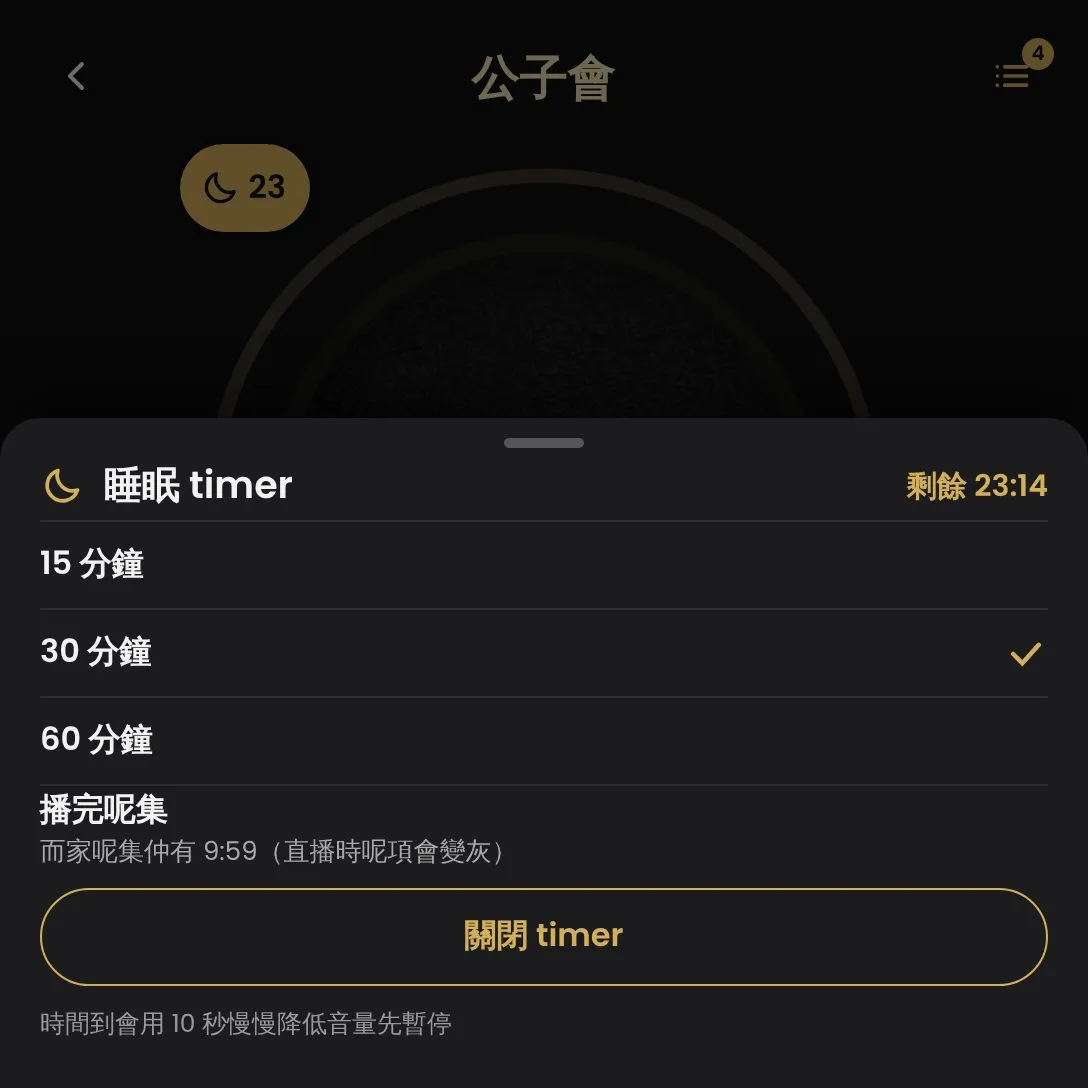 公子會
4
23
睡眠 timer
剩餘 23:14
15 分鐘
30 分鐘
60 分鐘
播完呢集
而家呢集仲有 9:59（直播時呢項會變灰）
關閉 timer
時間到會用 10 秒慢慢降低音量先暫停